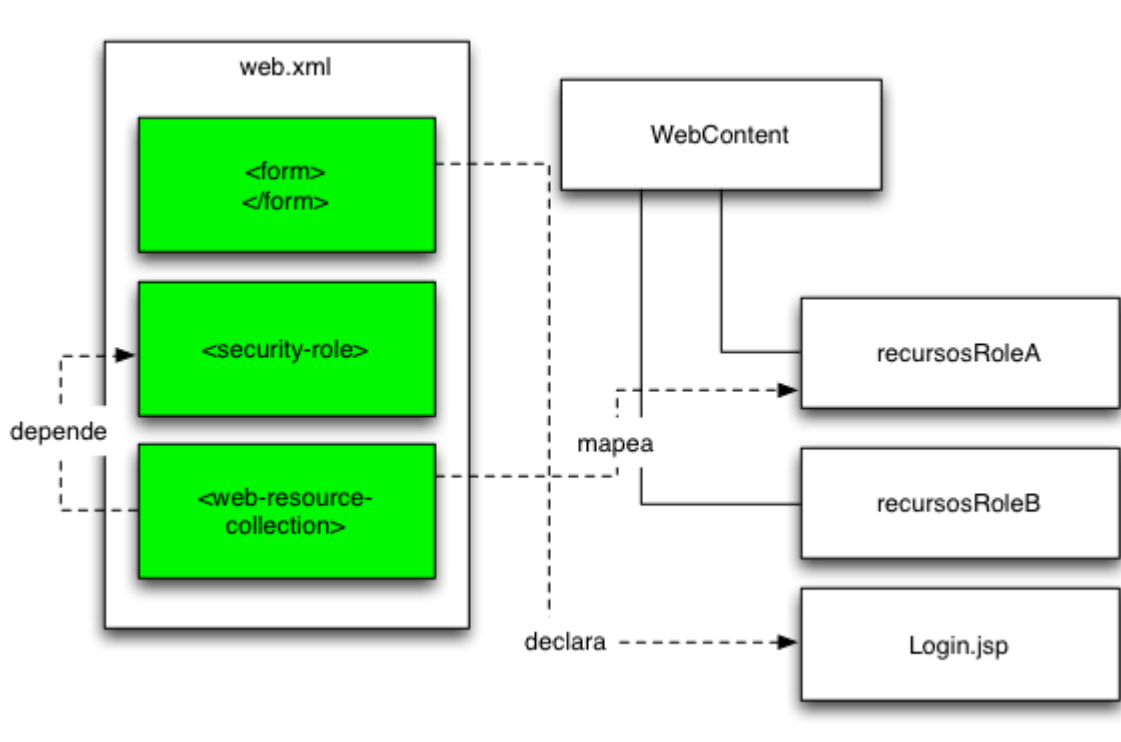 web.xml
<form>
</form>
<security-role>
<web-resource-
collection>
depende
WebContent
recursosRoleA
mapea
recursosRoleB
declara
Login.jsp